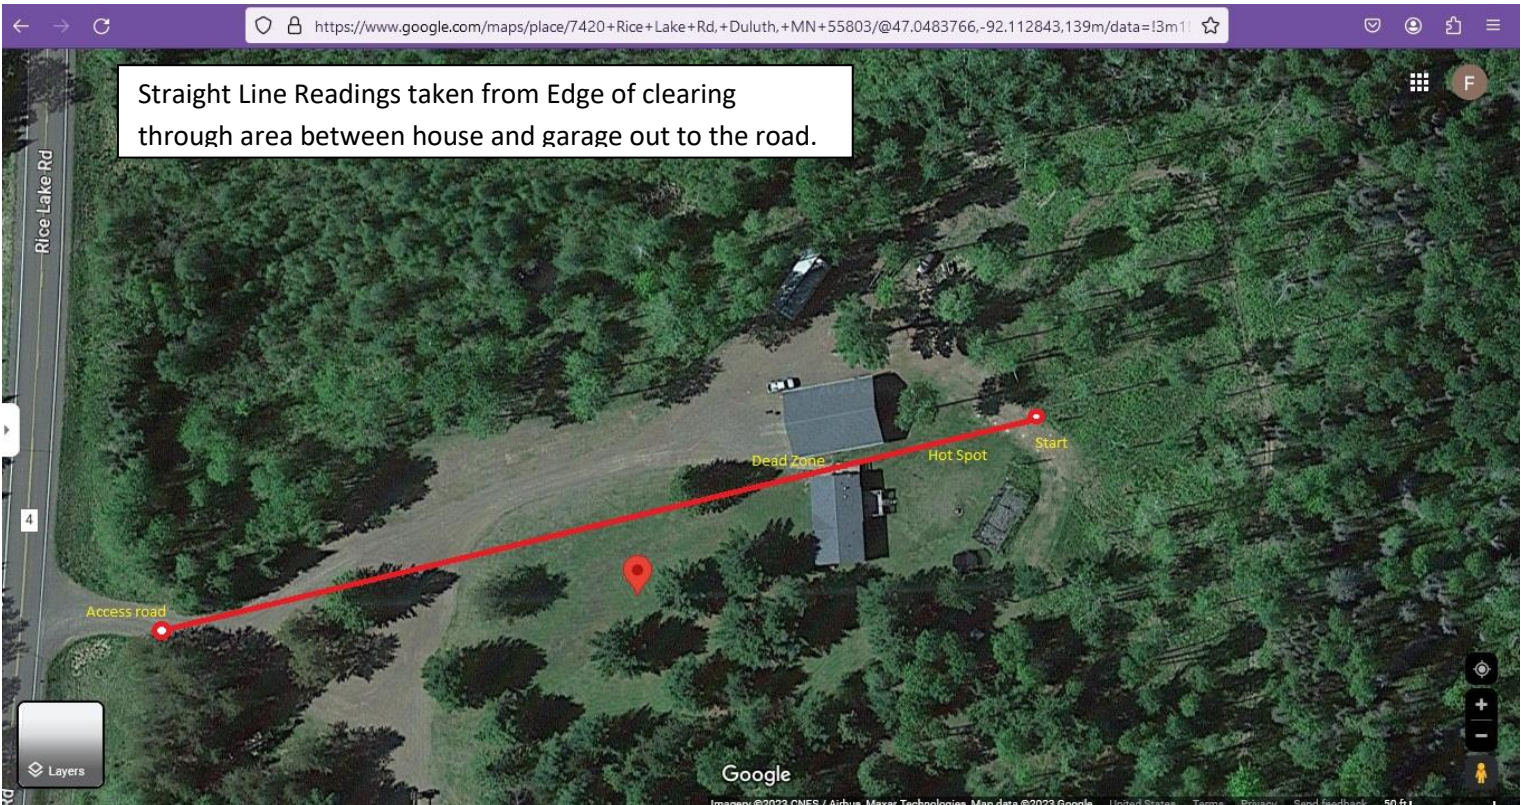 https://www.google.com/maps/place/7420+Rice+Lake+Rd,+Duluth,+MN+55803/@47.0483766,-92.112843,139m/data=!3m1!
Straight Line Readings taken from Edge of clearing
through area between house and garage out to the road.
F
Rice Lake Rd
Start
Hot Spot
Dead Zone
4
Access road
Layers
Google
Rd
Imagery ©2023 CNES / Airbus, Maxar Technologies, Map data ©2023 Google United States Terms Privacy Send feedback 50 ft